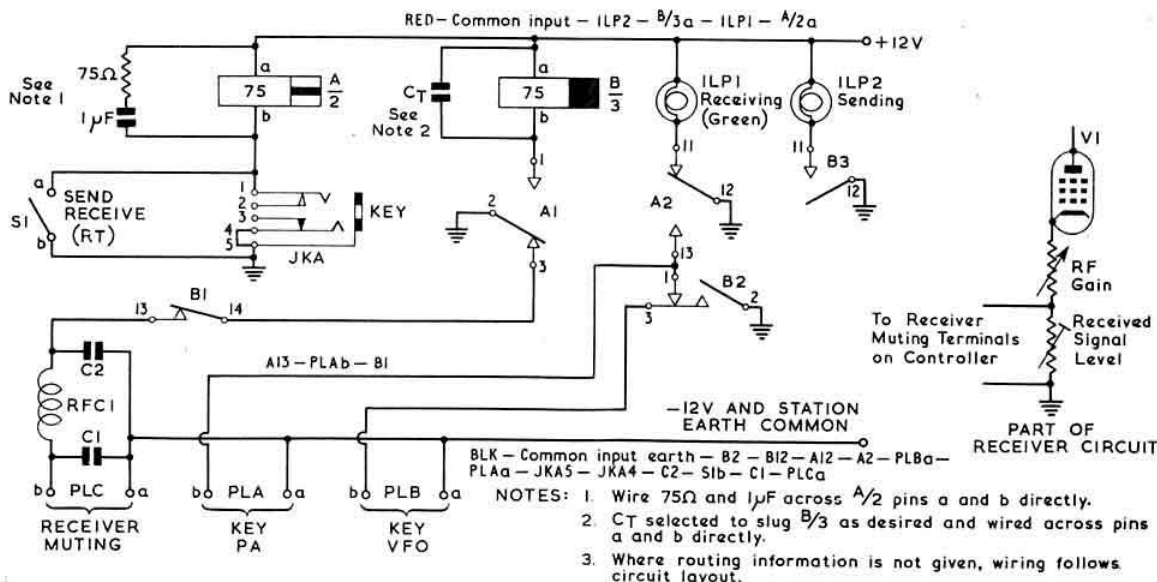 RED–Common input – ILP2 – B/3a – ILP1 – A/2a
+12V
75Ω
See
Note 1
1µF
a
75
A
2
b
CT
See
Note 2
a
75
B
3
b
ILP1
Receiving
(Green)
ILP2
Sending
11
11
12
A2
B3
12
V1
a
SEND
RECEIVE
(RT)
S1
b
1
2
3
4
5
KEY
JKA
1
2
A1
3
13
1
B2
3
2
13
B1
14
RF
Gain
To Receiver
Muting Terminals
on Controller
Received
Signal
Level
PART OF
RECEIVER CIRCUIT
C2
RFC1
C1
A13–PLAb–B1
–12V AND STATION
EARTH COMMON
BLK–Common input earth–B2–B12–A12–A2–PLBa–
PLAa–JKA5–JKA4–C2–S1b–C1–PLCa
b PLC a
b PLA a
b PLB a
RECEIVER
MUTING
KEY
PA
KEY
VFO
NOTES: 1. Wire 75Ω and 1µF across A/2 pins a and b directly.
2. CT selected to slug B/3 as desired and wired across pins
a and b directly.
3. Where routing information is not given, wiring follows
circuit layout.